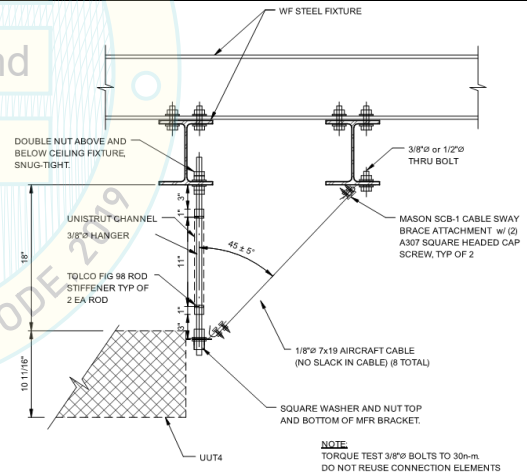 WF STEEL FIXTURE
nd
DOUBLE NUT ABOVE AND
BELOW CEILING FIXTURE,
SNUG-TIGHT.
3/8"Ø or 1/2"Ø
THRU BOLT
3"
1"
UNISTRUT CHANNEL
3/8"Ø HANGER
MASON SCB-1 CABLE SWAY
BRACE ATTACHMENT w/ (2)
A307 SQUARE HEADED CAP
SCREW, TYP OF 2
45 ± 5°
18"
11"
TOLCO FIG 98 ROD
STIFFENER TYP OF
2 EA ROD
ODE 2019
1"
3"
1/8"Ø 7x19 AIRCRAFT CABLE
(NO SLACK IN CABLE) (8 TOTAL)
10 11/16"
SQUARE WASHER AND NUT TOP
AND BOTTOM OF MFR BRACKET.
UUT4
NOTE:
TORQUE TEST 3/8"Ø BOLTS TO 30n-m.
DO NOT REUSE CONNECTION ELEMENTS